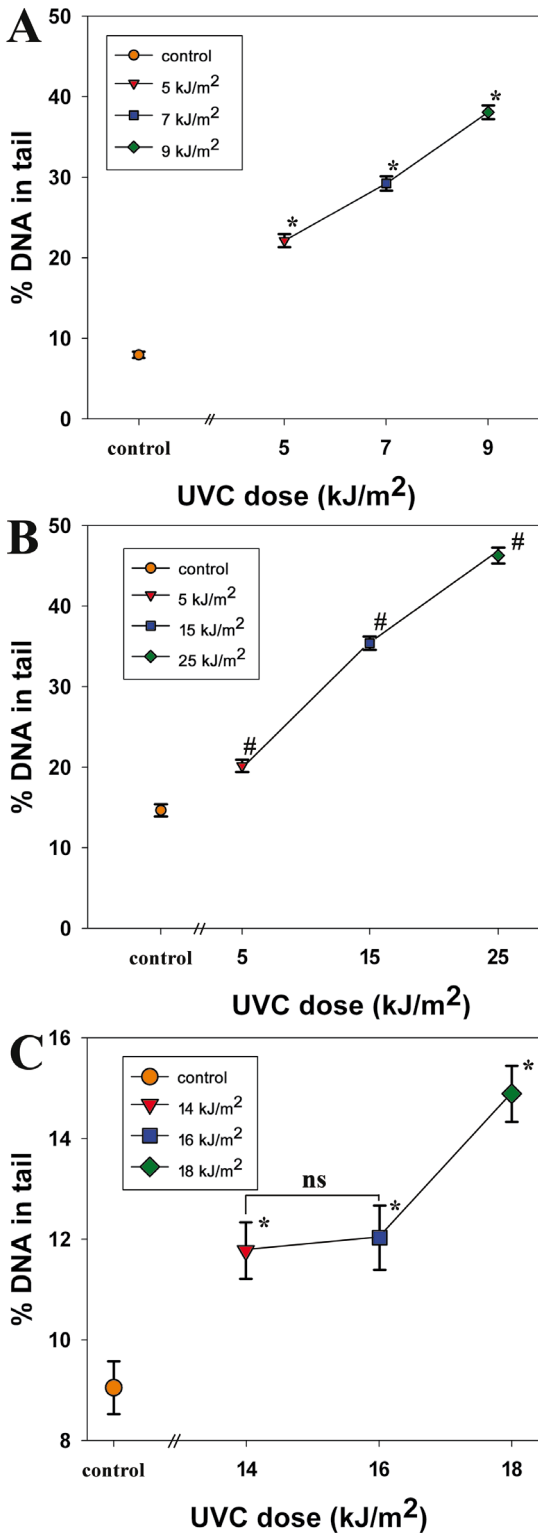 A
50
40
30
20
10
0
% DNA in tail
control
5 kJ/m²
7 kJ/m²
9 kJ/m²
*
*
*
control // 5 7 9
UVC dose (kJ/m²)
B
50
40
30
20
10
0
% DNA in tail
control
5 kJ/m²
15 kJ/m²
25 kJ/m²
#
#
#
control // 5 15 25
UVC dose (kJ/m²)
C
16
14
12
10
8
% DNA in tail
control
14 kJ/m²
16 kJ/m²
18 kJ/m²
*
ns
*
*
control // 14 16 18
UVC dose (kJ/m²)